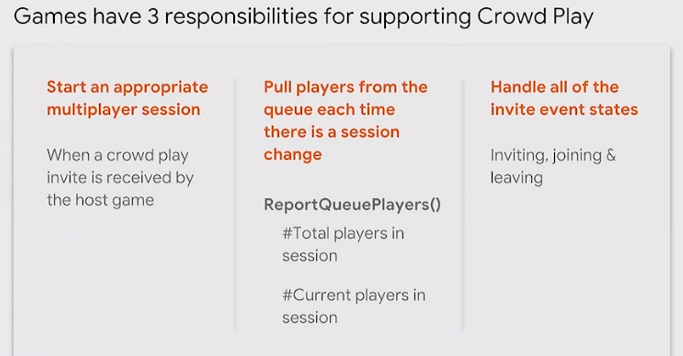 Games have 3 responsibilities for supporting Crowd Play
Start an appropriate
multiplayer session
When a crowd play
invite is received by
the host game
Pull players from the
queue each time
there is a session
change
ReportQueuePlayers()
#Total players in
session
#Current players in
session
Handle all of the
invite event states
Inviting, joining &
leaving